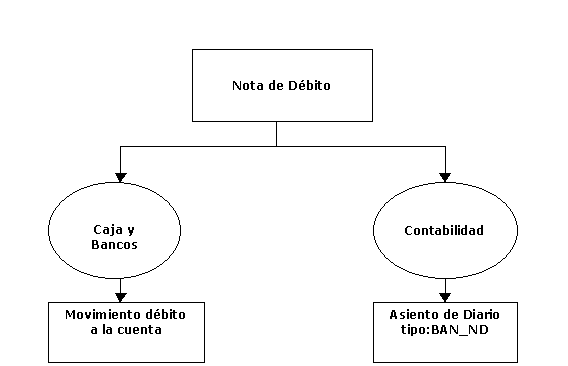 Nota de Débito
Caja y
Bancos
Contabilidad
Movimiento débito
a la cuenta
Asiento de Diario
tipo:BAN_ND